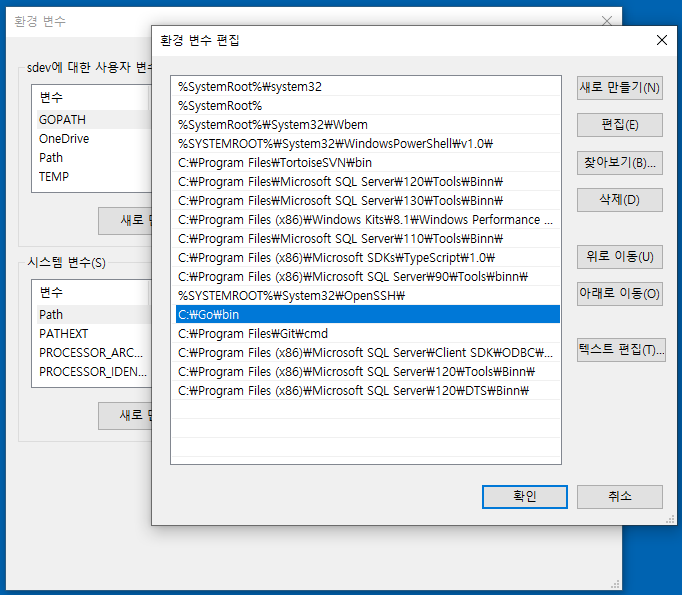 환경 변수
환경 변수 편집
sdev에 대한 사용자 변수
변수
GOPATH
OneDrive
Path
TEMP
새로
시스템 변수(S)
변수
Path
PATHEXT
PROCESSOR_ARC...
PROCESSOR_IDEN...
새로
%SystemRoot%₩system32
%SystemRoot%
%SystemRoot%₩System32₩Wbem
%SYSTEMROOT%₩System32₩WindowsPowerShell₩v1.0₩
C:₩Program Files₩TortoiseSVN₩bin
C:₩Program Files₩Microsoft SQL Server₩120₩Tools₩Binn₩
C:₩Program Files₩Microsoft SQL Server₩130₩Tools₩Binn₩
C:₩Program Files (x86)₩Windows Kits₩8.1₩Windows Performance ...
C:₩Program Files₩Microsoft SQL Server₩110₩Tools₩Binn₩
C:₩Program Files (x86)₩Microsoft SDKs₩TypeScript₩1.0₩
C:₩Program Files (x86)₩Microsoft SQL Server₩90₩Tools₩binn₩
%SYSTEMROOT%₩System32₩OpenSSH₩
C:₩Go₩bin
C:₩Program Files₩Git₩cmd
C:₩Program Files (x86)₩Microsoft SQL Server₩Client SDK₩ODBC₩...
C:₩Program Files (x86)₩Microsoft SQL Server₩120₩Tools₩Binn₩
C:₩Program Files (x86)₩Microsoft SQL Server₩120₩DTS₩Binn₩
새로 만들기(N)
편집(E)
찾아보기(B)...
삭제(D)
위로 이동(U)
아래로 이동(O)
텍스트 편집(T)...
확인
취소